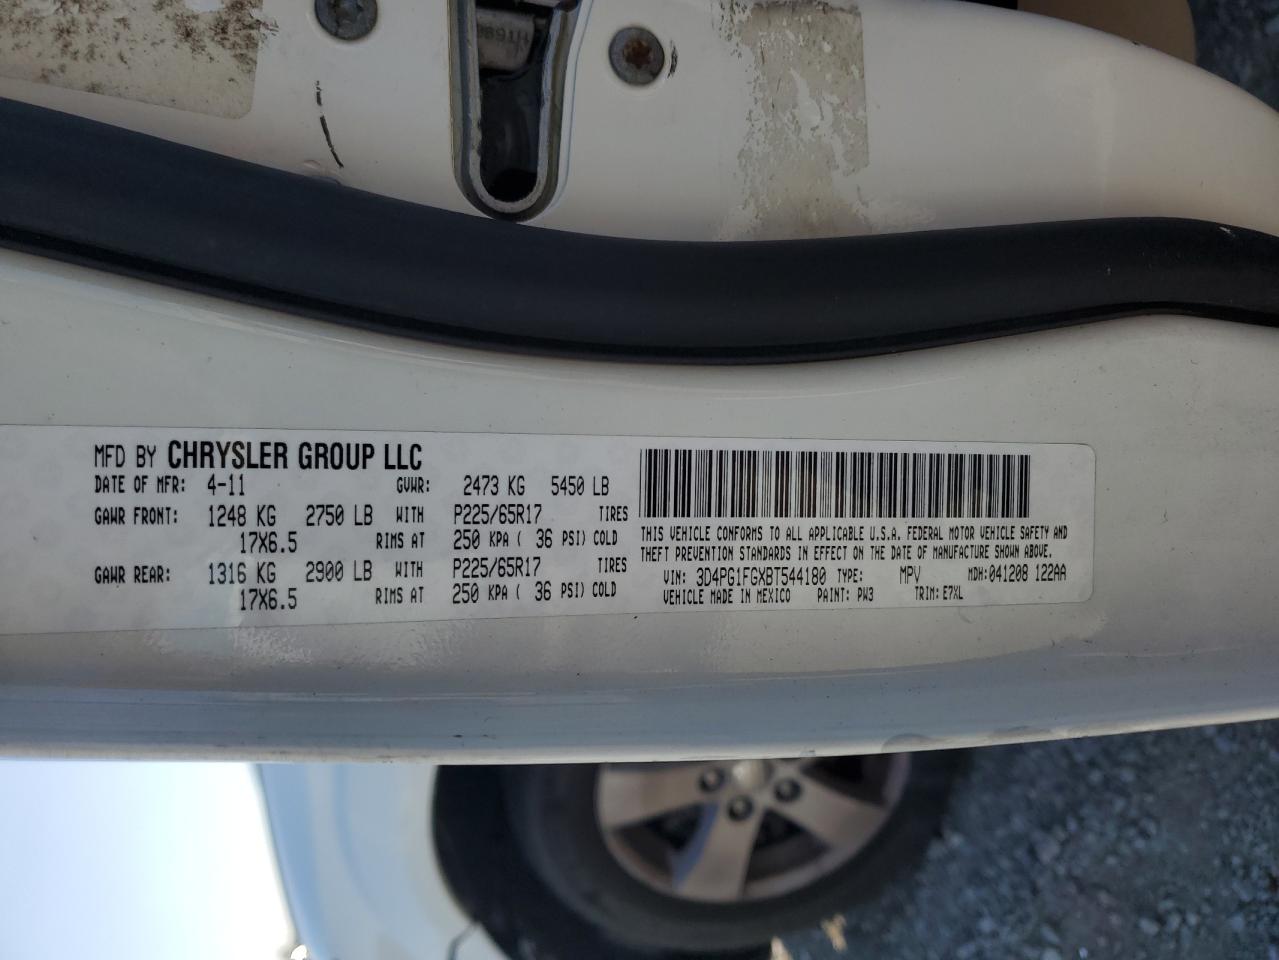 MFD BY CHRYSLER GROUP LLC
DATE OF MFR: 4-11 GVWR: 2473 KG 5450 LB
GAWR FRONT: 1248 KG 2750 LB WITH P225/65R17 TIRES
17X6.5 RIMS AT 250 KPA ( 36 PSI) COLD
GAWR REAR: 1316 KG 2900 LB WITH P225/65R17 TIRES
17X6.5 RIMS AT 250 KPA ( 36 PSI) COLD
THIS VEHICLE CONFORMS TO ALL APPLICABLE U.S.A. FEDERAL MOTOR VEHICLE SAFETY AND
THEFT PREVENTION STANDARDS IN EFFECT ON THE DATE OF MANUFACTURE SHOWN ABOVE.
VIN: 3D4PG1FGXBT544180 TYPE: MPV MDH: 041208 122AA
VEHICLE MADE IN MEXICO PAINT: PW3 TRIM: E7XL